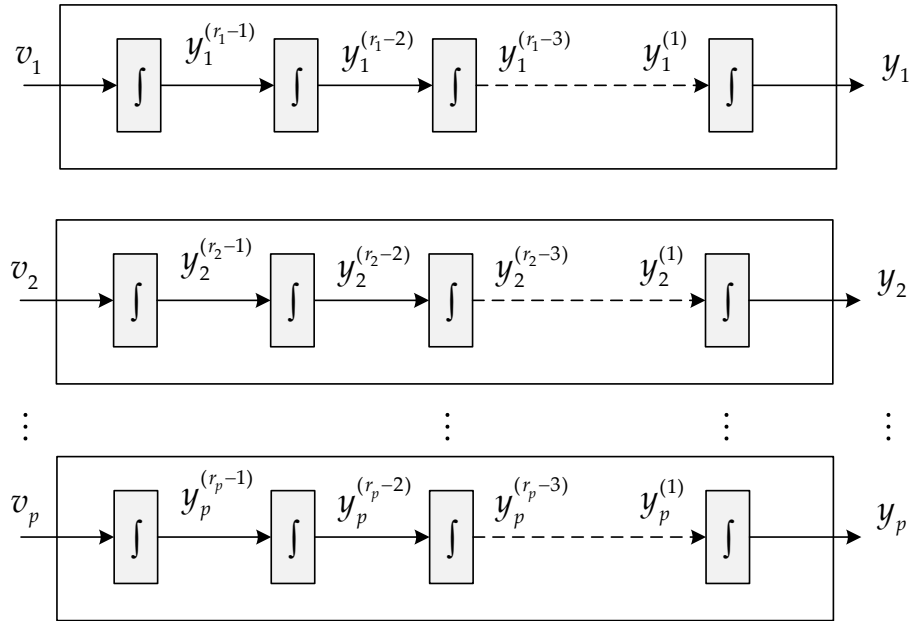 v_1 ∫ y_1^{(r_1−1)} ∫ y_1^{(r_1−2)} ∫ y_1^{(r_1−3)} y_1^{(1)} ∫ y_1
v_2 ∫ y_2^{(r_2−1)} ∫ y_2^{(r_2−2)} ∫ y_2^{(r_2−3)} y_2^{(1)} ∫ y_2
⋮ ⋮ ⋮ ⋮
v_p ∫ y_p^{(r_p−1)} ∫ y_p^{(r_p−2)} ∫ y_p^{(r_p−3)} y_p^{(1)} ∫ y_p